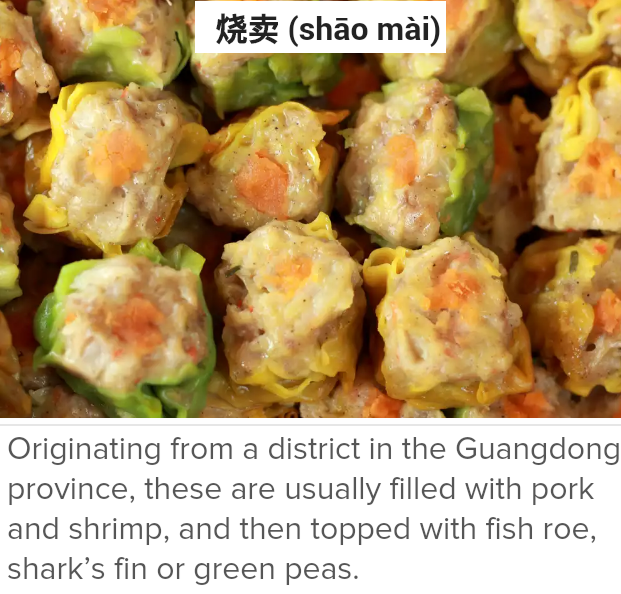 烧卖 (shāo mài)
Originating from a district in the Guangdong
province, these are usually filled with pork
and shrimp, and then topped with fish roe,
shark’s fin or green peas.